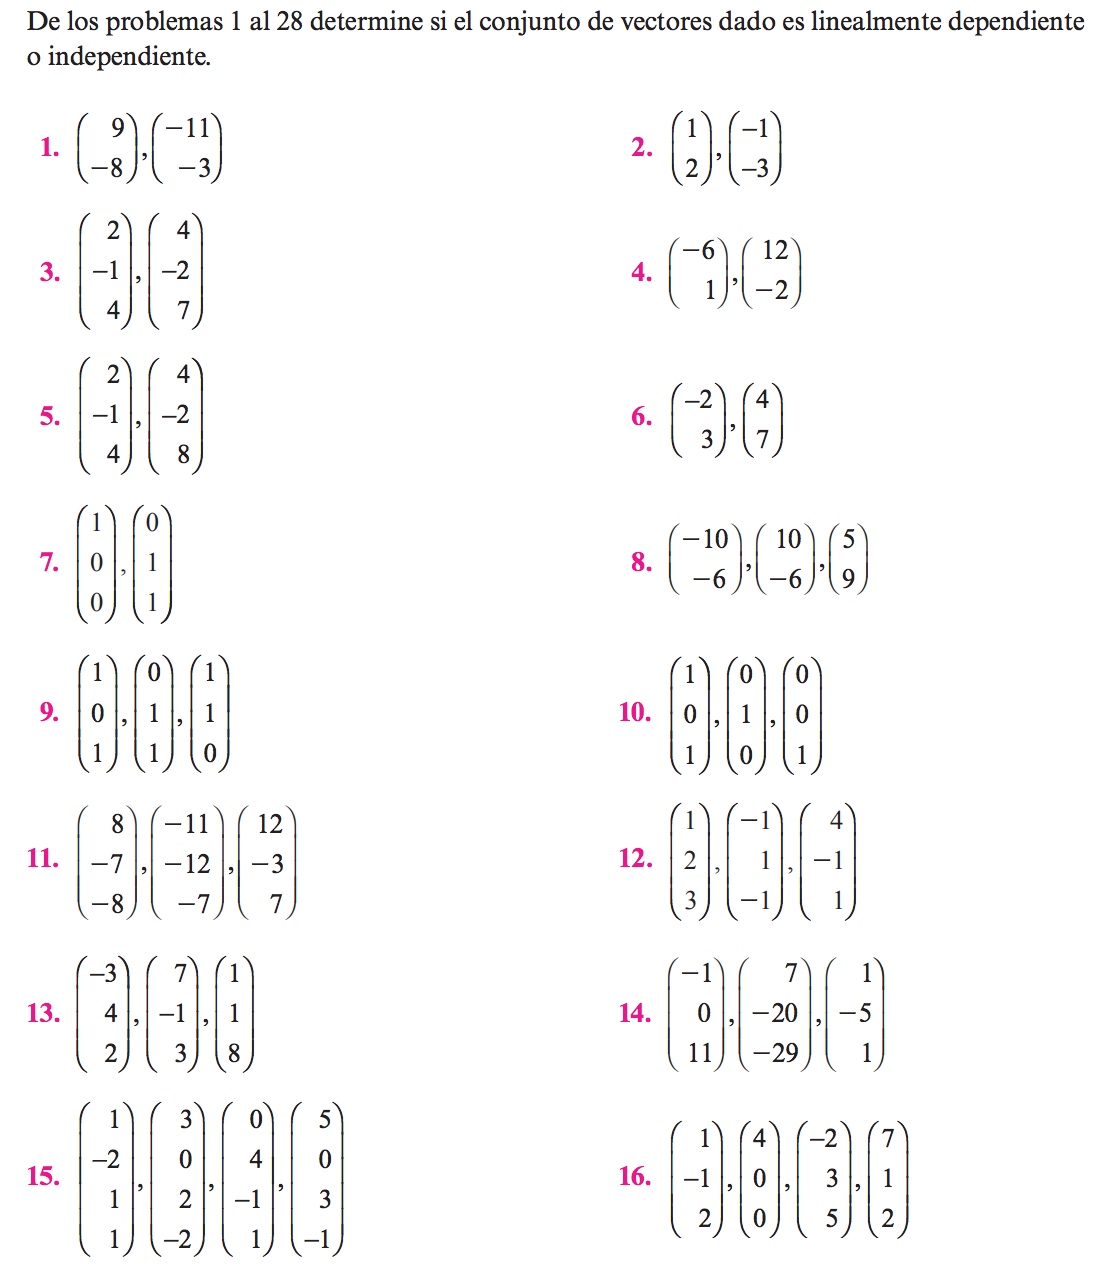 De los problemas 1 al 28 determine si el conjunto de vectores dado es linealmente dependiente
o independiente.
1. (9 −8), (−11 −3)
2. (1 2), (−1 −3)
3. (2 −1 4), (4 −2 7)
4. (−6 1), (12 −2)
5. (2 −1 4), (4 −2 8)
6. (−2 3), (4 7)
7. (1 0 0), (0 1 1)
8. (−10 −6), (10 −6), (5 9)
9. (1 0 1), (0 1 1), (1 1 0)
10. (1 0 1), (0 1 0), (0 0 1)
11. (8 −7 −8), (−11 −12 −7), (12 −3 7)
12. (1 2 3), (−1 1 −1), (4 −1 1)
13. (−3 4 2), (7 −1 3), (1 1 8)
14. (−1 0 11), (7 −20 −29), (1 −5 1)
15. (1 −2 1 1), (3 0 2 −2), (0 4 −1 1), (5 0 3 −1)
16. (1 −1 2), (4 0 0), (−2 3 5), (7 1 2)